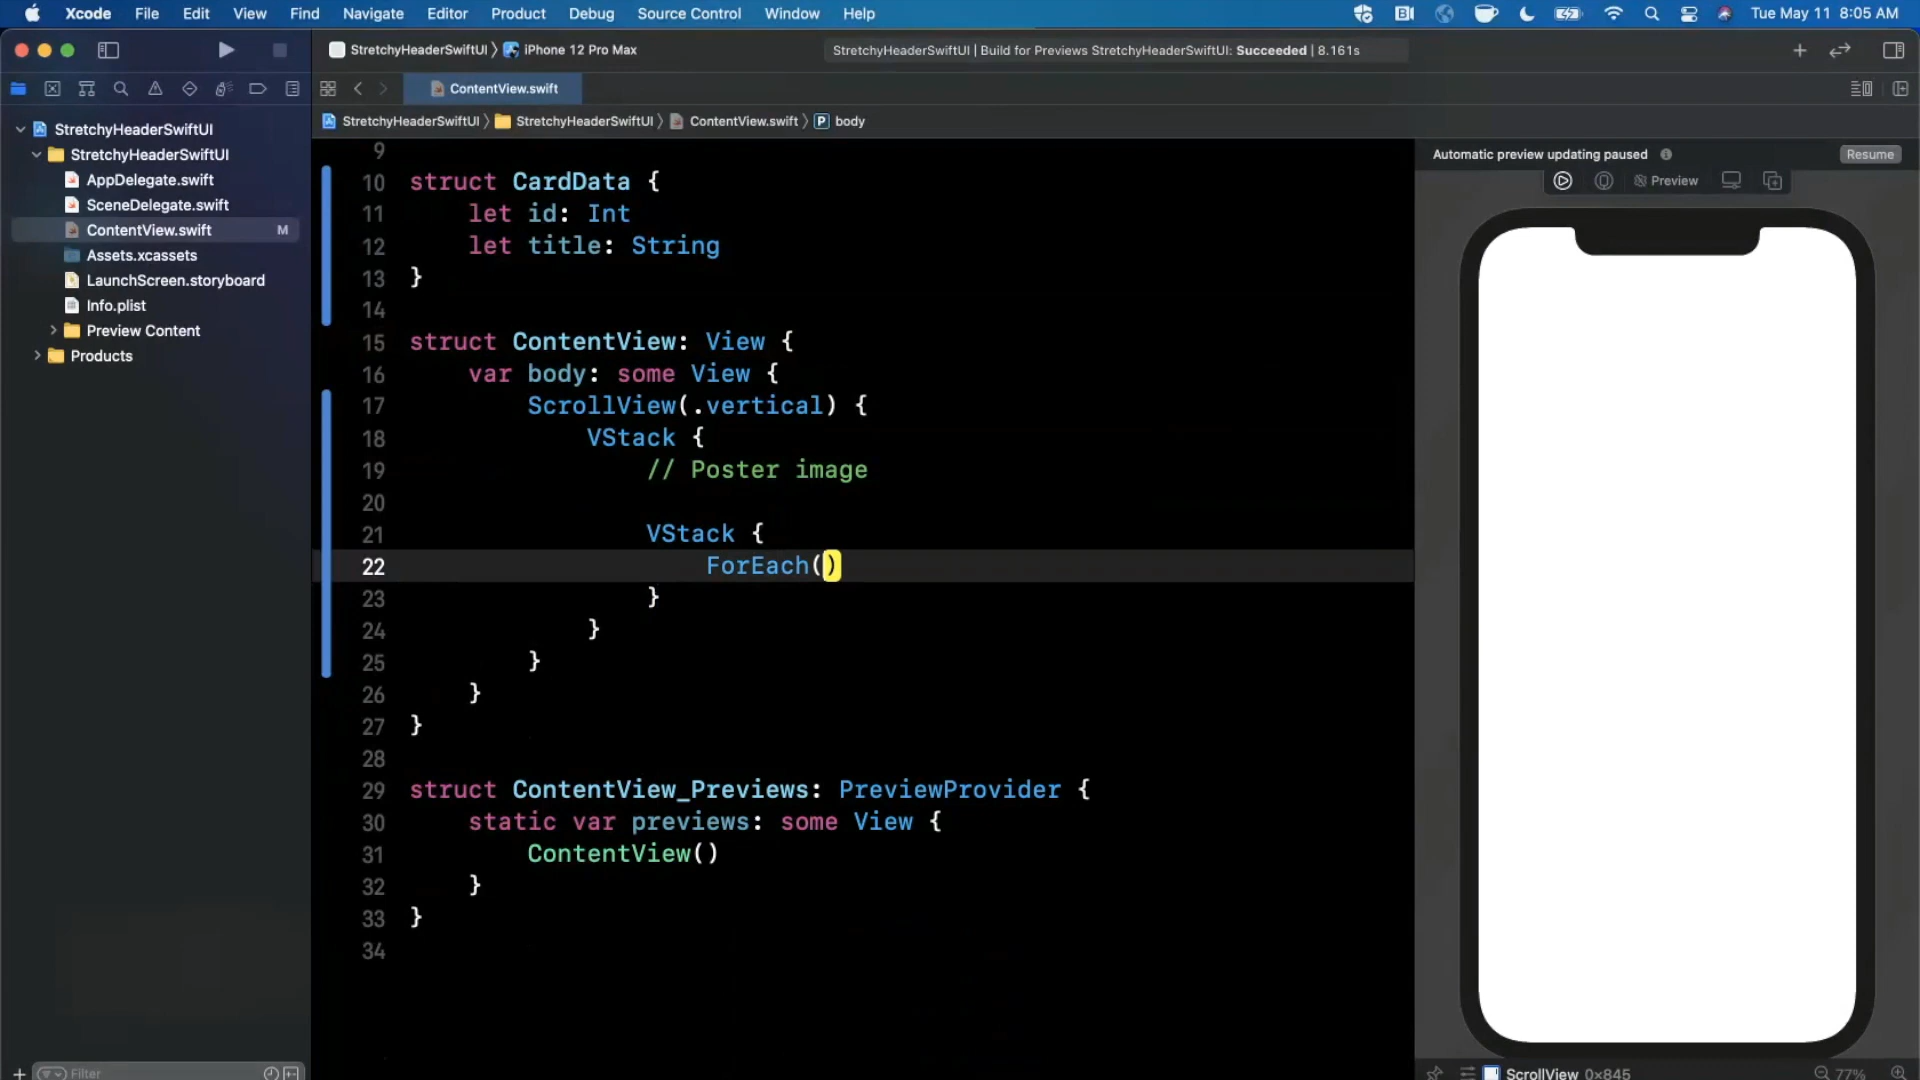 Xcode File Edit View Find Navigate Editor Product Debug Source Control Window Help Tue May 11 8:05 AM
StretchyHeaderSwiftUI iPhone 12 Pro Max StretchyHeaderSwiftUI | Build for Previews StretchyHeaderSwiftUI: Succeeded | 8.161s
ContentView.swift
StretchyHeaderSwiftUI StretchyHeaderSwiftUI ContentView.swift P body
StretchyHeaderSwiftUI
StretchyHeaderSwiftUI
AppDelegate.swift
SceneDelegate.swift
ContentView.swift M
Assets.xcassets
LaunchScreen.storyboard
Info.plist
Preview Content
Products
Filter
9
10 struct CardData {
11 let id: Int
12 let title: String
13 }
14
15 struct ContentView: View {
16 var body: some View {
17 ScrollView(.vertical) {
18 VStack {
19 // Poster image
20
21 VStack {
22 ForEach()
23 }
24 }
25 }
26 }
27 }
28
29 struct ContentView_Previews: PreviewProvider {
30 static var previews: some View {
31 ContentView()
32 }
33 }
34
Automatic preview updating paused Resume
Preview
ScrollView 0×845 77%